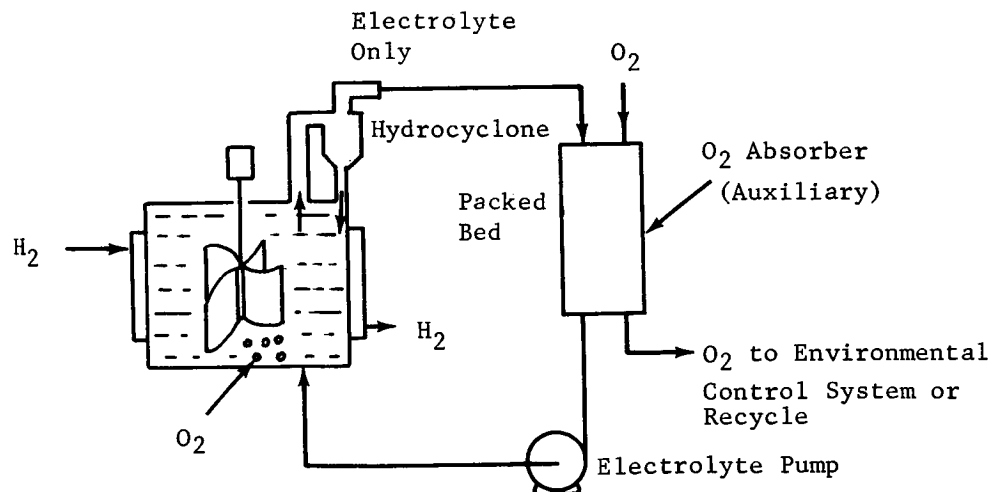 Electrolyte
Only
O₂
Hydrocyclone
O₂ Absorber
(Auxiliary)
Packed
Bed
H₂
H₂
O₂ to Environmental
Control System or
Recycle
O₂
Electrolyte Pump